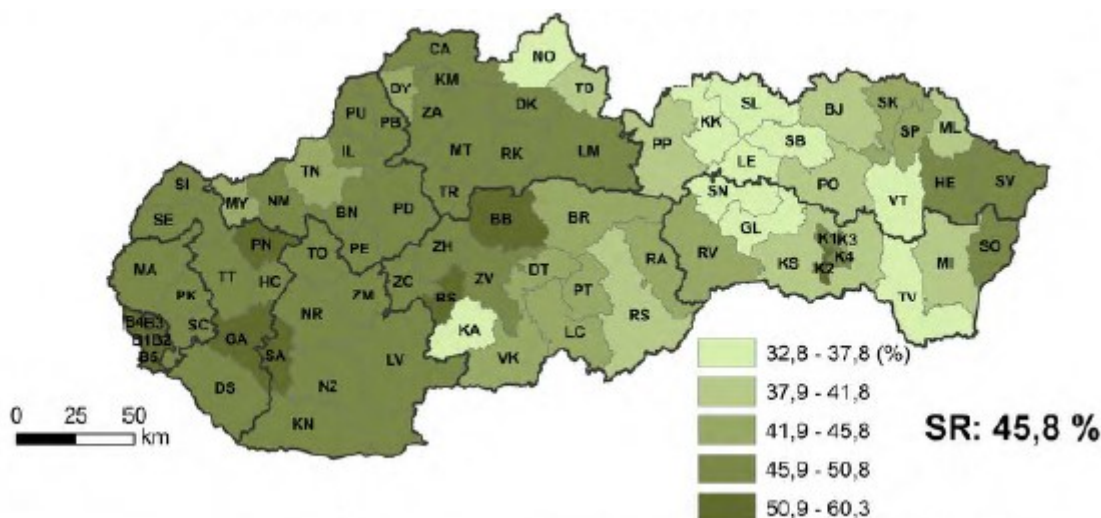 CA
NO
KM
TD
DY
DK
SL
BJ
SK
PU
PB
ZA
KK
SP
ML
SB
IL
MT
RK
LM
PP
LE
TN
PO
HE
SV
SI
TR
SN
VT
MY
NM
PD
BB
BR
SE
BN
GL
K1 K3
SO
PN
TO
PE
ZH
RV
K4
MI
MA
TT
HC
ZC
ZV
DT
RA
KS
K2
PK
ZM
BS
PT
TV
NR
B4 B3
SC
GA
KA
RS
B1 B2
SA
LC
B5
LV
VK
DS
NZ
KN
0 25 50
km
32,8 - 37,8 (%)
37,9 - 41,8
41,9 - 45,8
45,9 - 50,8
50,9 - 60,3
SR: 45,8 %